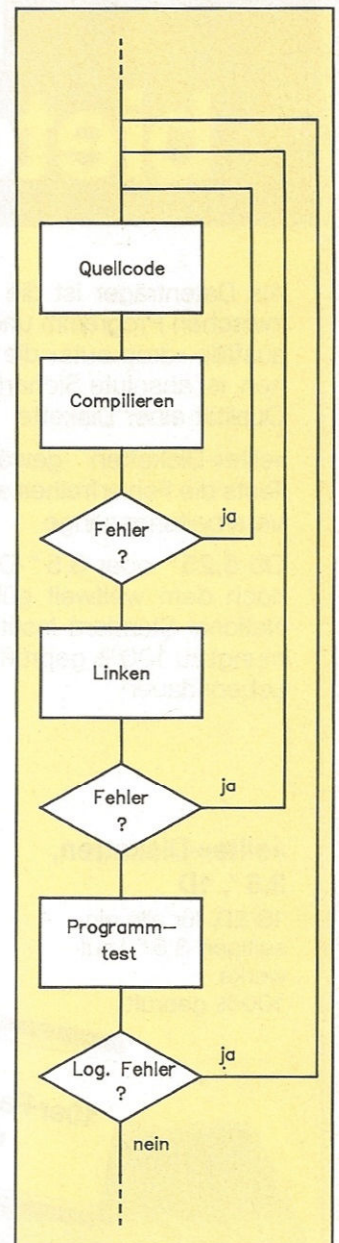 Quellcode
Compilieren
Fehler
?
ja
Linken
Fehler
?
ja
Programm-
test
Log. Fehler
?
ja
nein